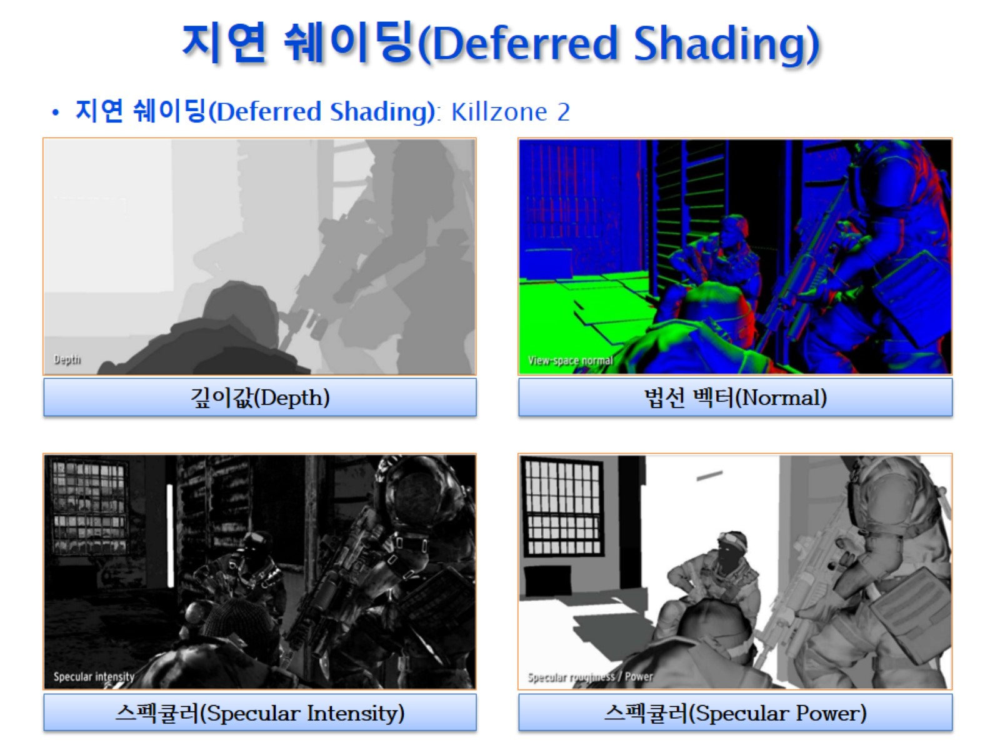 지연 쉐이딩(Deferred Shading)
• 지연 쉐이딩(Deferred Shading): Killzone 2
Depth
View-space normal
깊이값(Depth)
법선 벡터(Normal)
Specular intensity
Specular roughness / Power
스펙큘러(Specular Intensity)
스펙큘러(Specular Power)